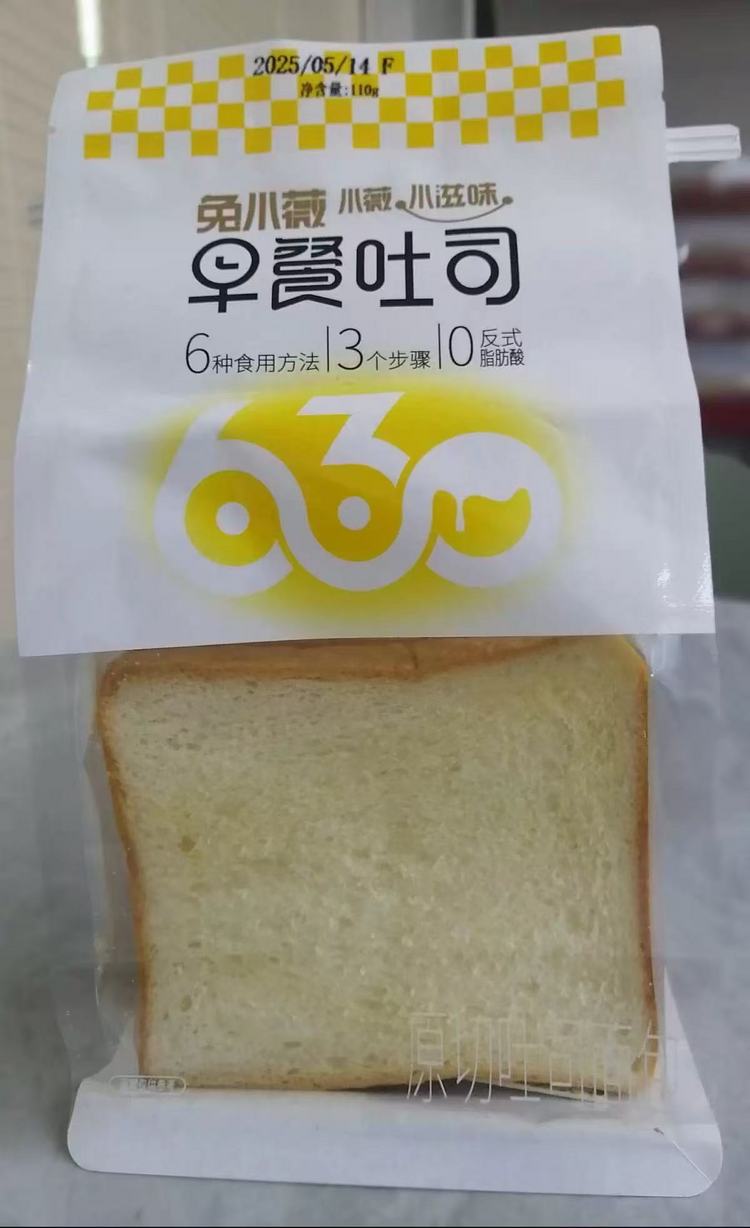 2025/05/14 F
净含量:110g
兔小薇 小薇小滋味
早餐吐司
6种食用方法|3个步骤|0反式脂肪酸
630
原切吐司面包